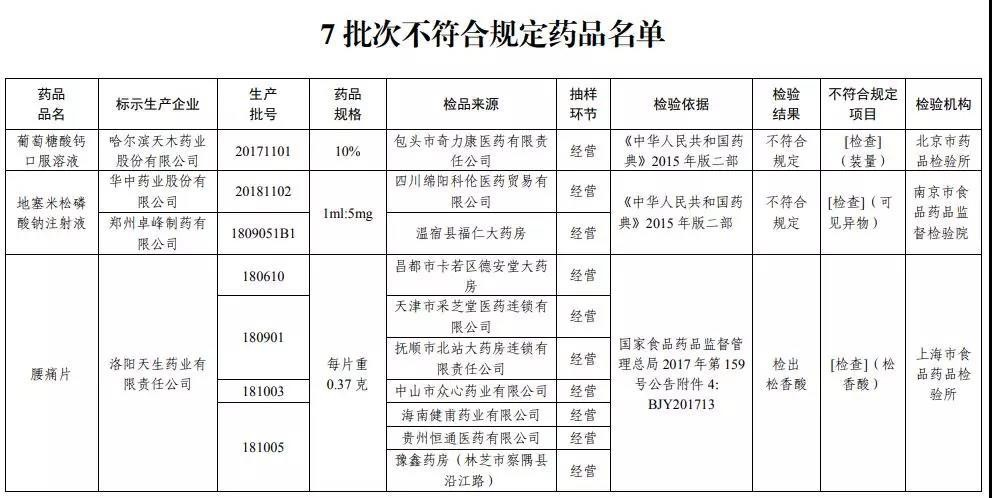 7 批次不符合规定药品名单
药品
品名
标示生产企业
生产
批号
药品
规格
检品来源
抽样
环节
检验依据
检验
结果
不符合规定
项目
检验机构
葡萄糖酸钙
口服溶液
哈尔滨天木药业
股份有限公司
20171101
10%
包头市奇力康医药有限责
任公司
经营
《中华人民共和国药
典》2015 年版二部
不符合
规定
[检查]
（装量）
北京市药
品检验所
地塞米松磷
酸钠注射液
华中药业股份有
限公司
20181102
1ml:5mg
四川绵阳科伦医药贸易有
限公司
经营
《中华人民共和国药
典》2015 年版二部
不符合
规定
[检查]（可
见异物）
南京市食
品药品监
督检验院
郑州卓峰制药有
限公司
1809051B1
温宿县福仁大药房
经营
腰痛片
洛阳天生药业有
限责任公司
180610
每片重
0.37 克
昌都市卡若区德安堂大药
房
经营
国家食品药品监督管
理总局 2017 年第 159
号公告附件 4:
BJY201713
检出
松香酸
[检查]（松
香酸）
上海市食
品药品检
验所
180901
天津市采芝堂医药连锁有
限公司
经营
抚顺市北站大药房连锁有
限公司
经营
181003
中山市众心药业有限公司
经营
181005
海南健甫药业有限公司
经营
贵州恒通医药有限公司
经营
豫鑫药房（林芝市察隅县
沿江路）
经营